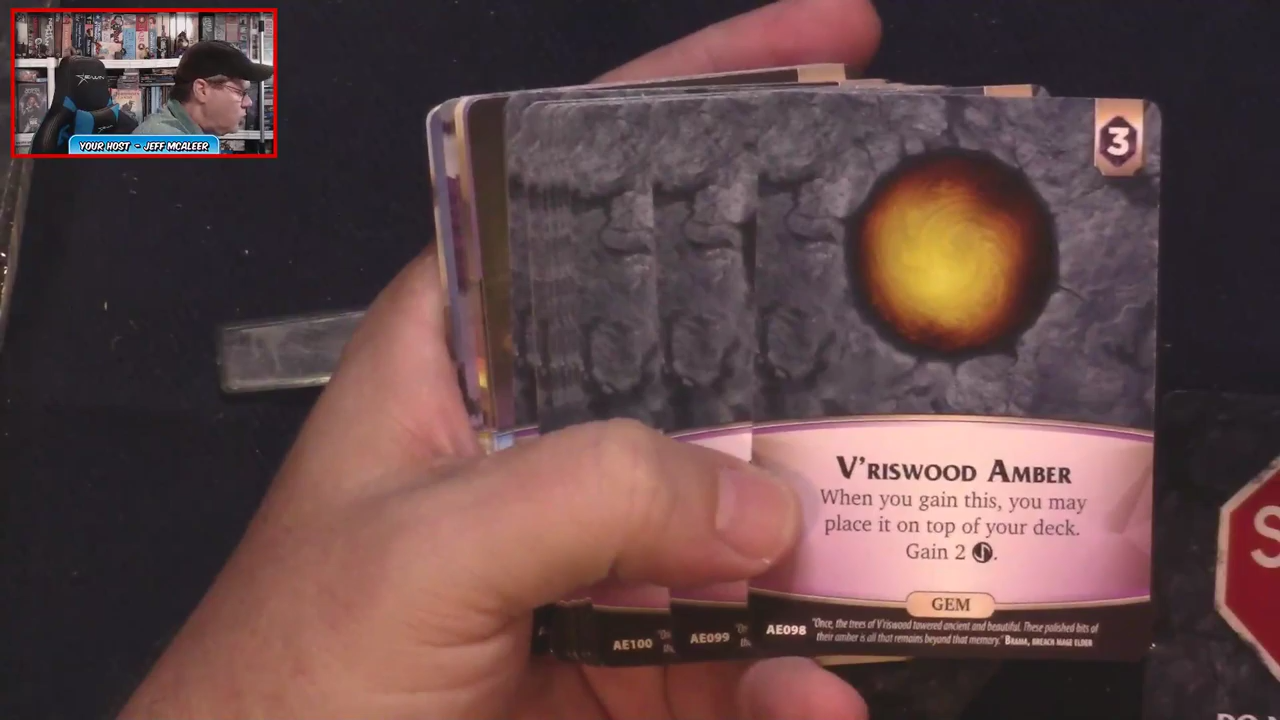 E-WIN
YOUR HOST - JEFF MCALEER
3
V'RISWOOD AMBER
When you gain this, you may
place it on top of your deck.
Gain 2
GEM
AE100
AE099
AE098
"Once, the trees of V'riswood towered ancient and beautiful. These polished bits of
their amber is all that remains beyond that memory." BRAMA, BREACH MAGE ELDER
S